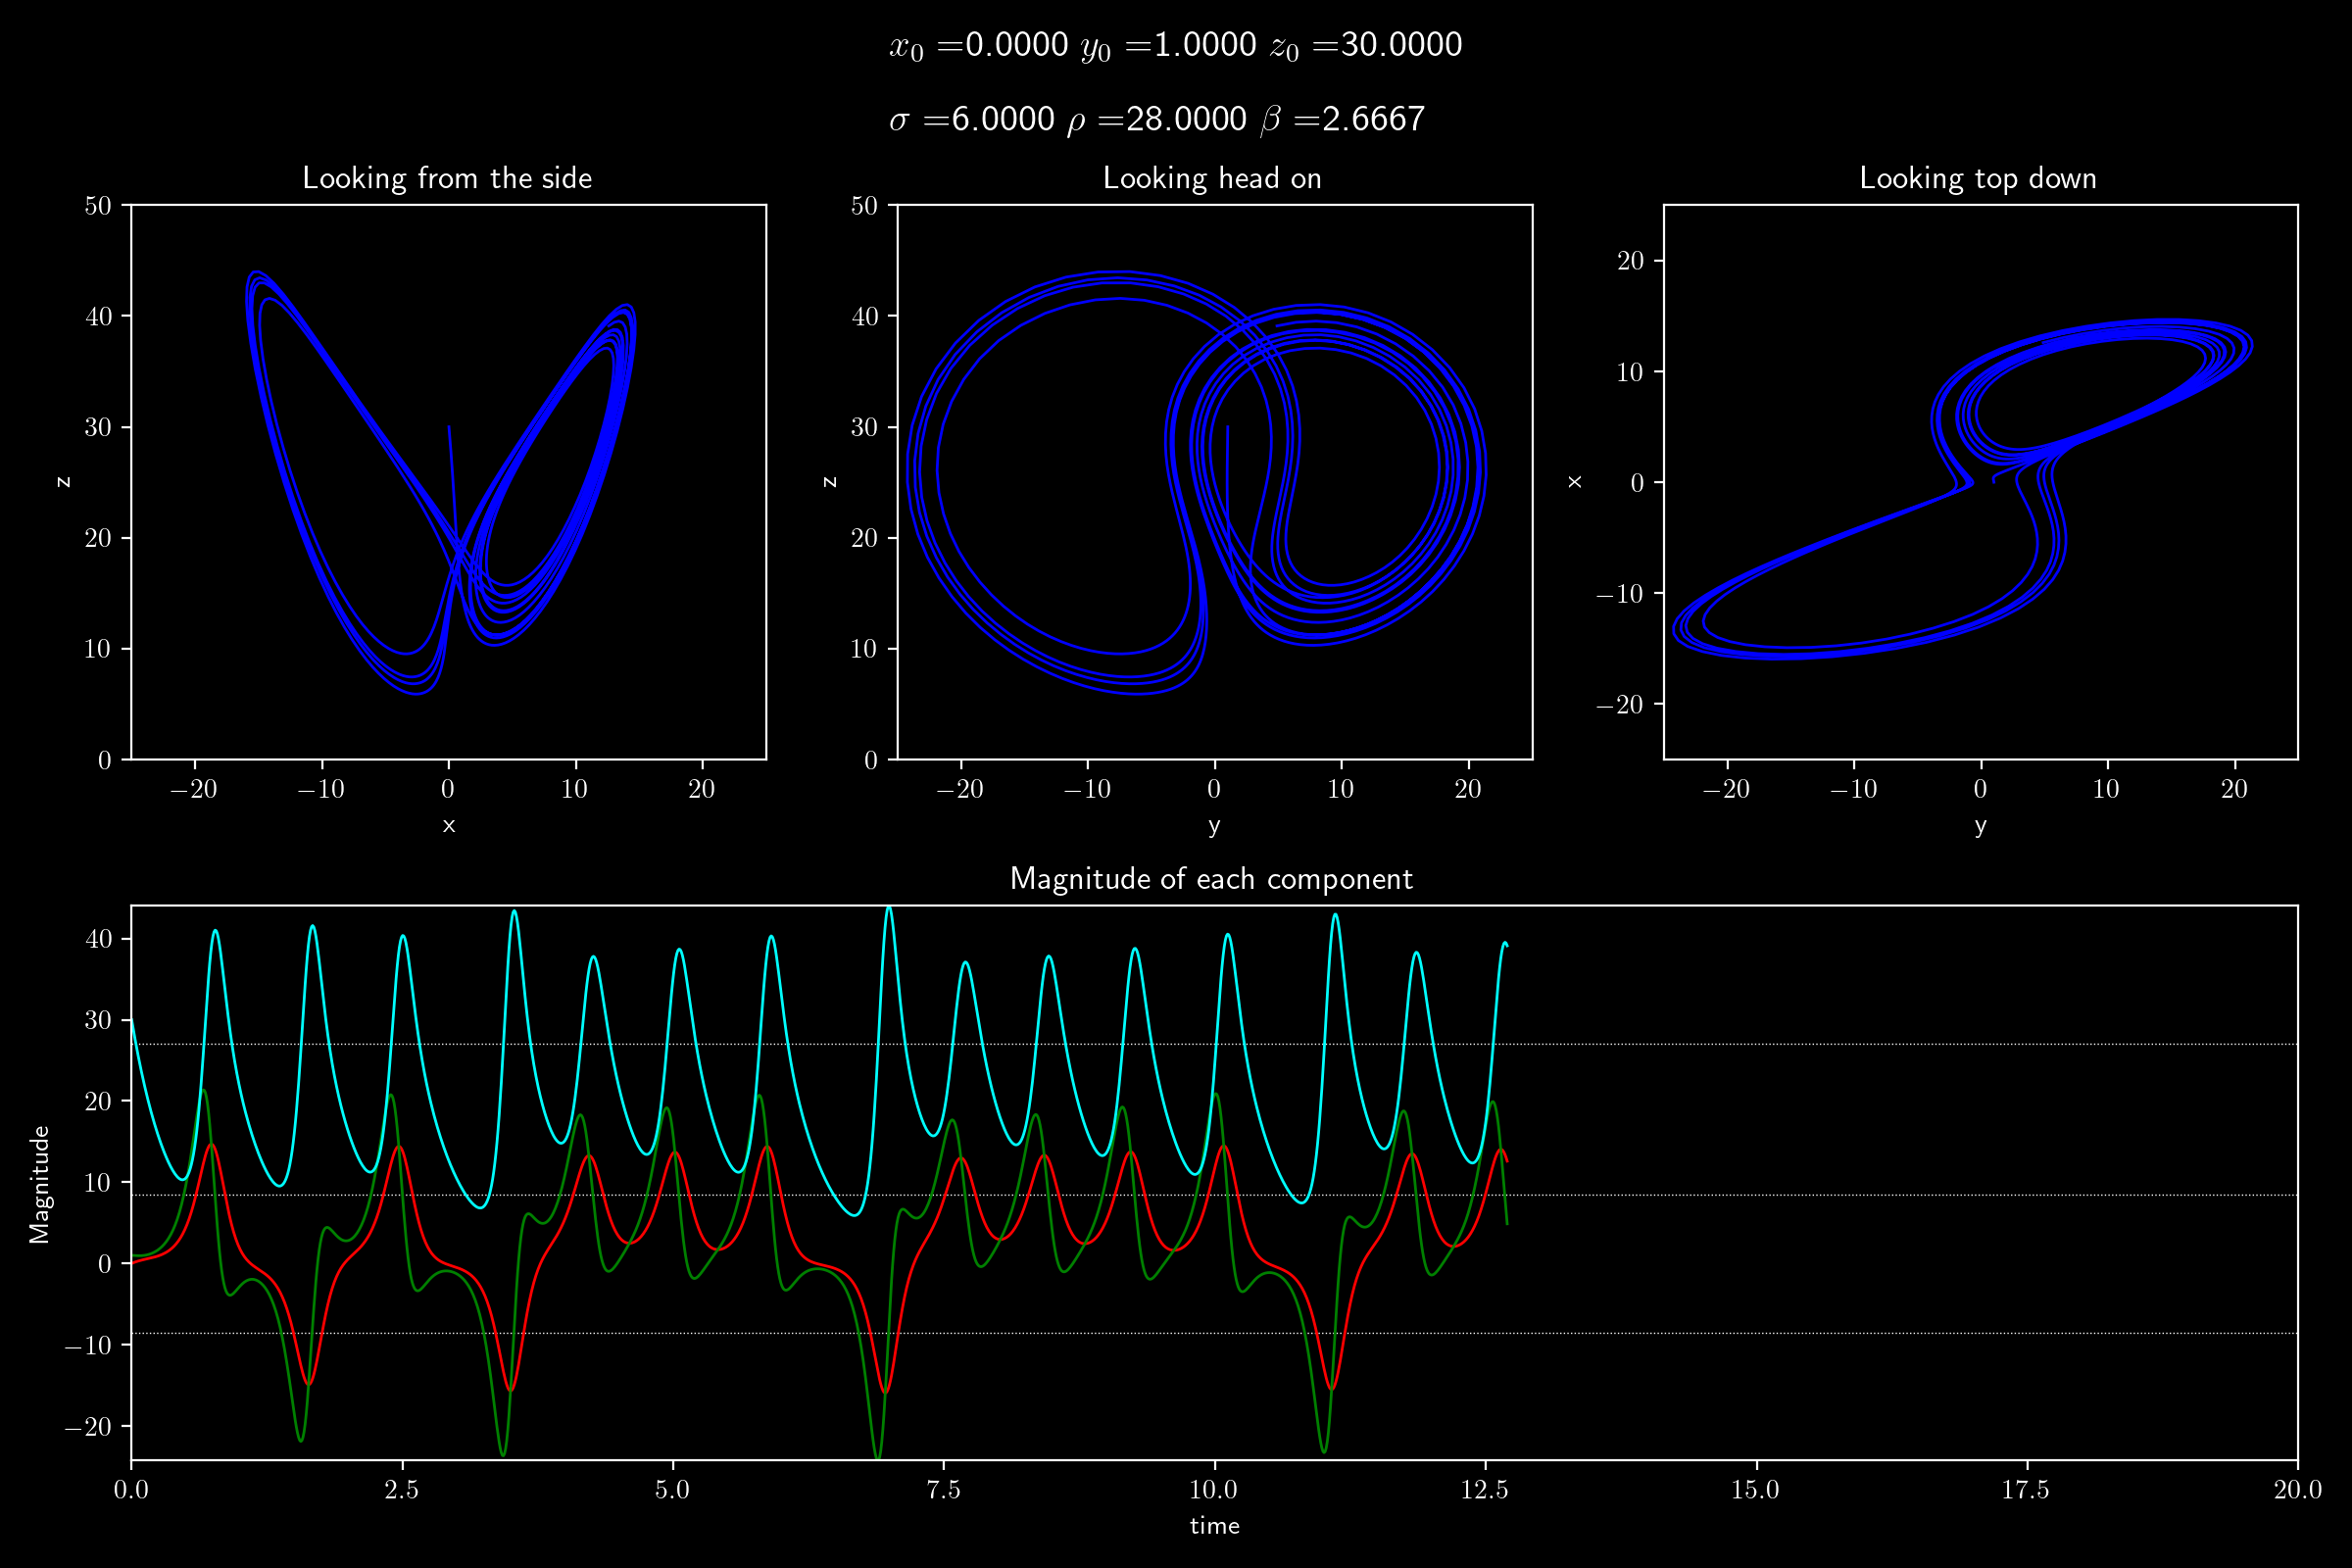 x₀ =0.0000 y₀ =1.0000 z₀ =30.0000
σ =6.0000 ρ =28.0000 β =2.6667
Looking from the side
50
40
30
20
10
0
z
−20 −10 0 10 20
x
Looking head on
50
40
30
20
10
0
z
−20 −10 0 10 20
y
Looking top down
20
10
0
−10
−20
x
−20 −10 0 10 20
y
Magnitude of each component
40
30
20
10
0
−10
−20
Magnitude
0.0 2.5 5.0 7.5 10.0 12.5 15.0 17.5 20.0
time